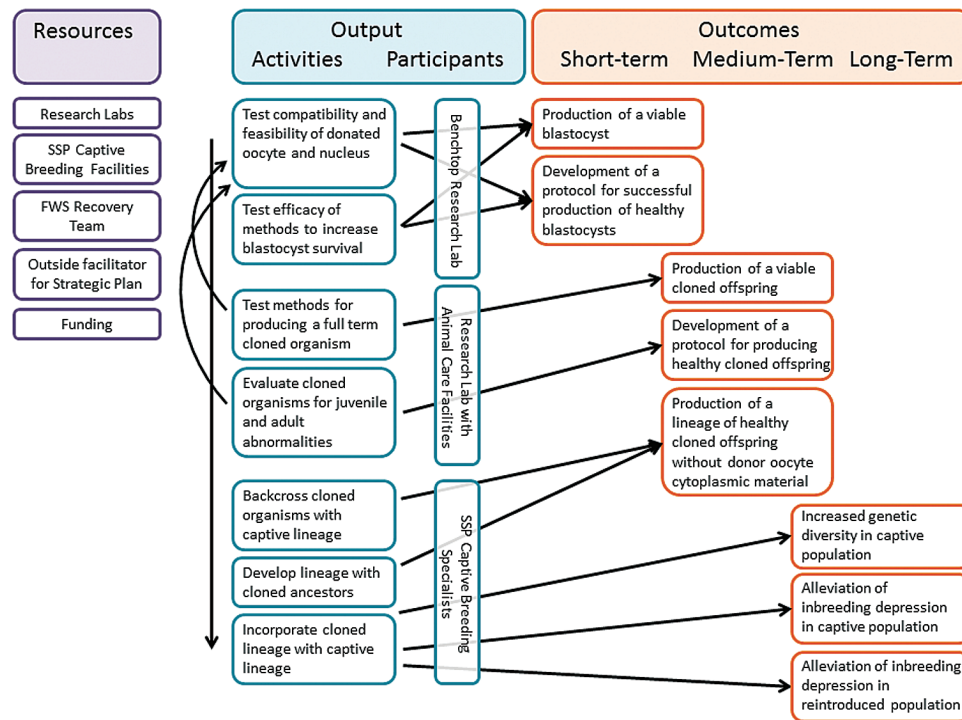 Resources
Output
Activities
Participants
Outcomes
Short-term
Medium-Term
Long-Term
Research Labs
SSP Captive
Breeding Facilities
FWS Recovery
Team
Outside facilitator
for Strategic Plan
Funding
Test compatibility and
feasibility of donated
oocyte and nucleus
Test efficacy of
methods to increase
blastocyst survival
Test methods for
producing a full term
cloned organism
Evaluate cloned
organisms for juvenile
and adult
abnormalities
Backcross cloned
organisms with
captive lineage
Develop lineage with
cloned ancestors
Incorporate cloned
lineage with captive
lineage
Benchtop Research Lab
Research Lab with
Animal Care Facilities
SSP Captive Breeding
Specialists
Production of a viable
blastocyst
Development of a
protocol for successful
production of healthy
blastocysts
Production of a viable
cloned offspring
Development of a
protocol for producing
healthy cloned offspring
Production of a
lineage of healthy
cloned offspring
without donor oocyte
cytoplasmic material
Increased genetic
diversity in captive
population
Alleviation of
inbreeding depression
in captive population
Alleviation of inbreeding
depression in
reintroduced population